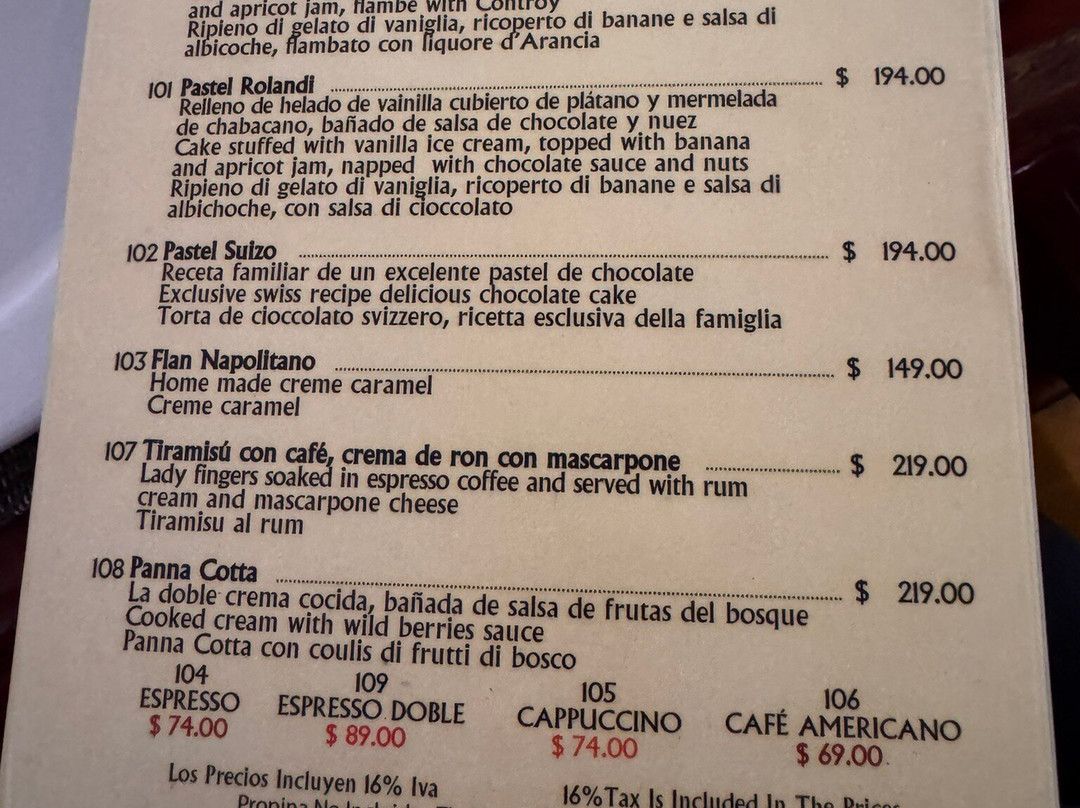 and apricot jam, flambe with Controy
Ripieno di gelato di vaniglia, ricoperto di banane e salsa di
albicoche, flambato con liquore d'Arancia
101 Pastel Rolandi $ 194.00
Relleno de helado de vainilla cubierto de plátano y mermelada
de chabacano, bañado de salsa de chocolate y nuez
Cake stuffed with vanilla ice cream, topped with banana
and apricot jam, napped with chocolate sauce and nuts
Ripieno di gelato di vaniglia, ricoperto di banane e salsa di
albichoche, con salsa di cioccolato
102 Pastel Suizo $ 194.00
Receta familiar de un excelente pastel de chocolate
Exclusive swiss recipe delicious chocolate cake
Torta de cioccolato svizzero, ricetta esclusiva della famiglia
103 Flan Napolitano $ 149.00
Home made creme caramel
Creme caramel
107 Tiramisú con café, crema de ron con mascarpone $ 219.00
Lady fingers soaked in espresso coffee and served with rum
cream and mascarpone cheese
Tiramisu al rum
108 Panna Cotta $ 219.00
La doble crema cocida, bañada de salsa de frutas del bosque
Cooked cream with wild berries sauce
Panna Cotta con coulis di frutti di bosco
104
ESPRESSO
$ 74.00
109
ESPRESSO DOBLE
$ 89.00
105
CAPPUCCINO
$ 74.00
106
CAFÉ AMERICANO
$ 69.00
Los Precios Incluyen 16% Iva
16% Tax Is Included In The Prices
Propina No